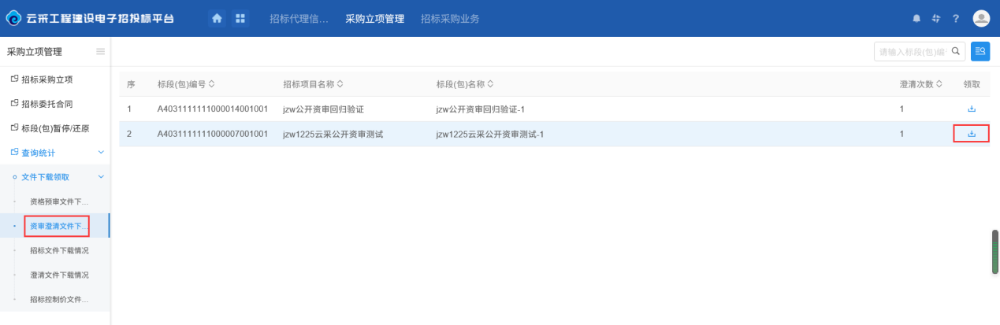 云采工程建设电子招投标平台 招标代理信... 采购立项管理 招标采购业务
采购立项管理
请输入标段(包)编
招标采购立项
招标委托合同
标段(包)暂停/还原
查询统计
文件下载领取
资格预审文件下...
资审澄清文件下...
招标文件下载情况
澄清文件下载情况
招标控制价文件...
序 标段(包)编号 招标项目名称 标段(包)名称 澄清次数 领取
1 A4031111111000014001001 jzw公开资审回归验证 jzw公开资审回归验证-1 1
2 A4031111111000007001001 jzw1225云采公开资审测试 jzw1225云采公开资审测试-1 1